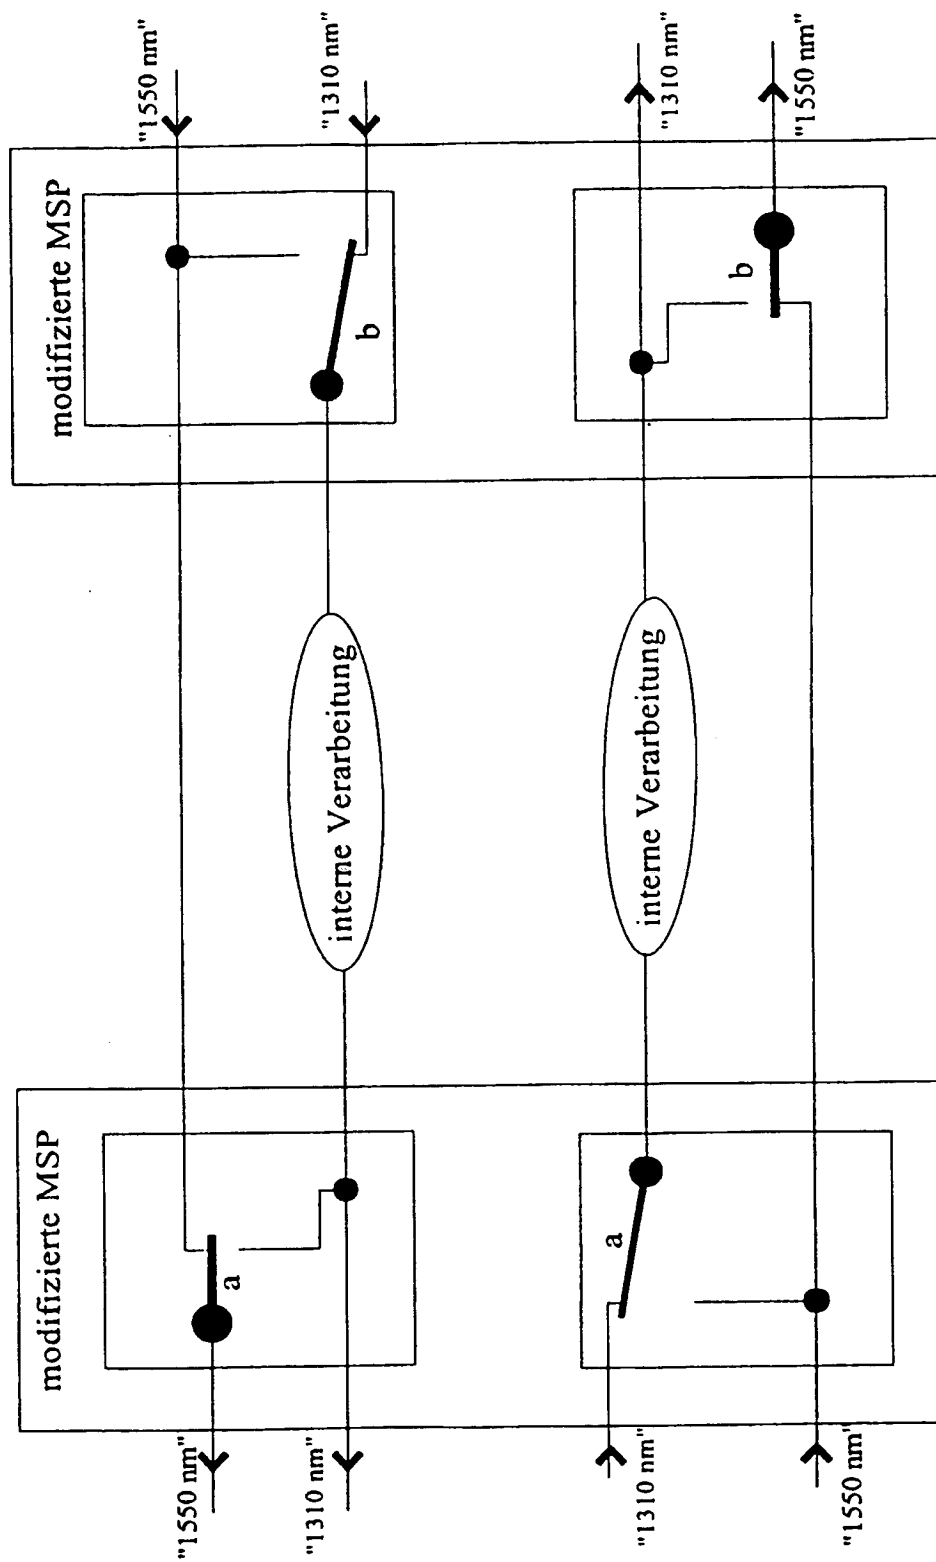 modifizierte MSP
modifizierte MSP
"1550 nm"
"1550 nm"
a
"1310 nm"
interne Verarbeitung
b
"1310 nm"
a
"1310 nm"
interne Verarbeitung
"1310 nm"
b
"1550 nm"
"1550 nm"